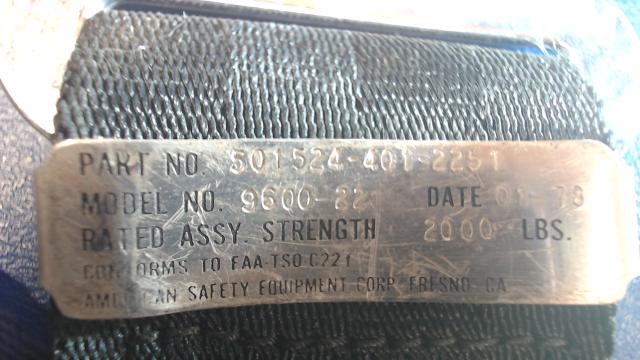 PART NO. 501524-401-2251
MODEL NO. 9600-22 DATE 01-78
RATED ASSY. STRENGTH 2000 LBS.
CONFORMS TO FAA-TSO C22f
AMERICAN SAFETY EQUIPMENT CORP. FRESNO, CA